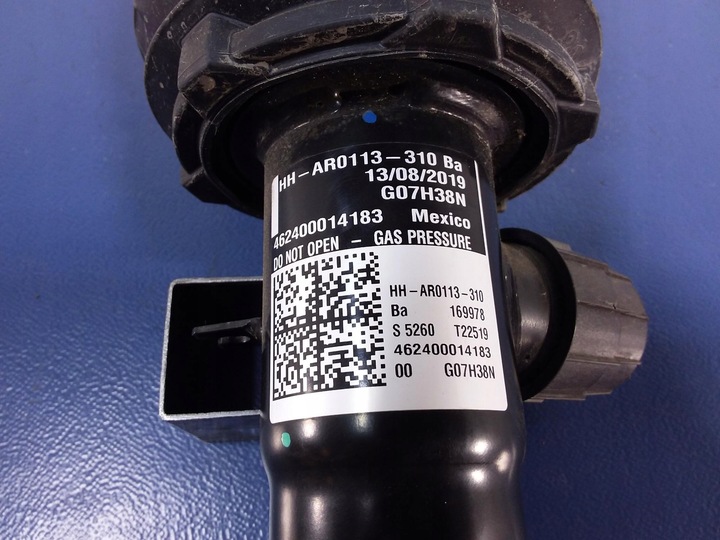 HH-AR0113-310 Ba
13/08/2019
G07H38N
462400014183 Mexico
DO NOT OPEN - GAS PRESSURE
HH-AR0113-310
Ba 169978
S 5260 T22519
462400014183
00 G07H38N